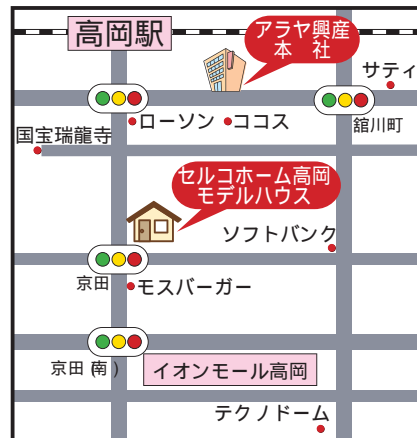 高岡駅
アラヤ興産
本 社
サティ
ローソン
ココス
舘川町
国宝瑞龍寺
セルコホーム高岡
モデルハウス
ソフトバンク
京田
モスバーガー
京田(南)
イオンモール高岡
テクノドーム